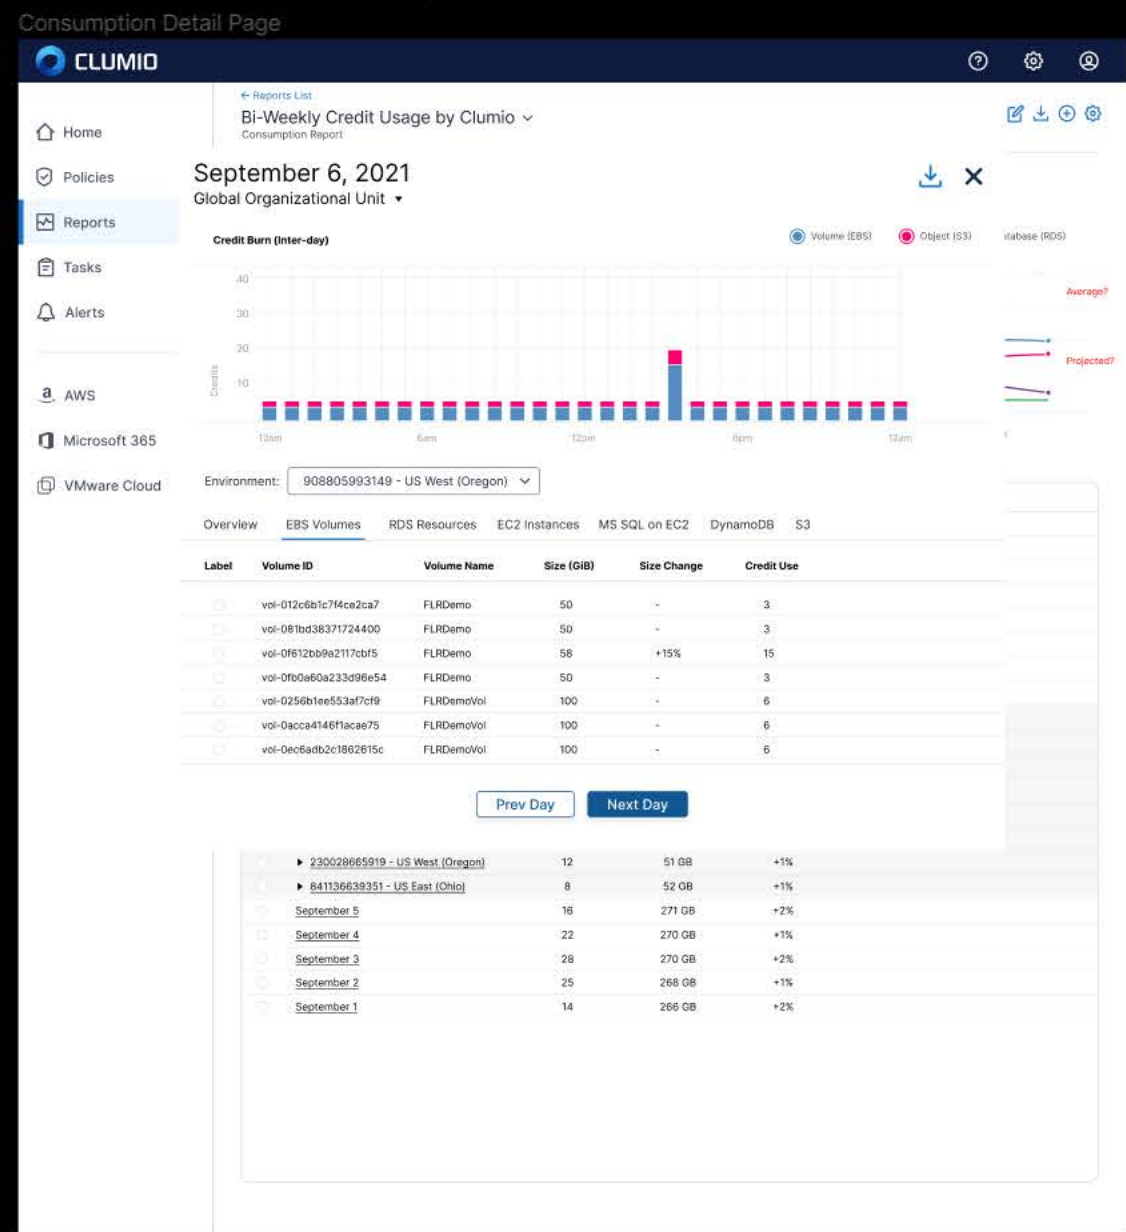 Consumption Detail Page
CLUMIO
Home
Policies
Reports
Tasks
Alerts
AWS
Microsoft 365
VMware Cloud
← Reports List
Bi-Weekly Credit Usage by Clumio
Consumption Report
September 6, 2021
Global Organizational Unit
Credit Burn (Inter-day)
Volume (EBS) Object (S3) tabase (RDS)
Average?
Projected?
40
30
20
10
Credits
12am 6am 12pm 6pm 12am
Environment: 908805993149 - US West (Oregon)
Overview EBS Volumes RDS Resources EC2 Instances MS SQL on EC2 DynamoDB S3
Label Volume ID Volume Name Size (GiB) Size Change Credit Use
vol-012c6b1c7f4ce2ca7 FLRDemo 50 - 3
vol-081bd38371724400 FLRDemo 50 - 3
vol-0f612bb9a2117cbf5 FLRDemo 58 +15% 15
vol-0fb0a60a233d96e54 FLRDemo 50 - 3
vol-0256b1ee553af7cf9 FLRDemoVol 100 - 6
vol-0acca4146f1acae75 FLRDemoVol 100 - 6
vol-0ec6adb2c1862615c FLRDemoVol 100 - 6
Prev Day Next Day
230028665919 - US West (Oregon) 12 51 GB +1%
841136639351 - US East (Ohio) 8 52 GB +1%
September 5 16 271 GB +2%
September 4 22 270 GB +1%
September 3 28 270 GB +2%
September 2 25 268 GB +1%
September 1 14 266 GB +2%